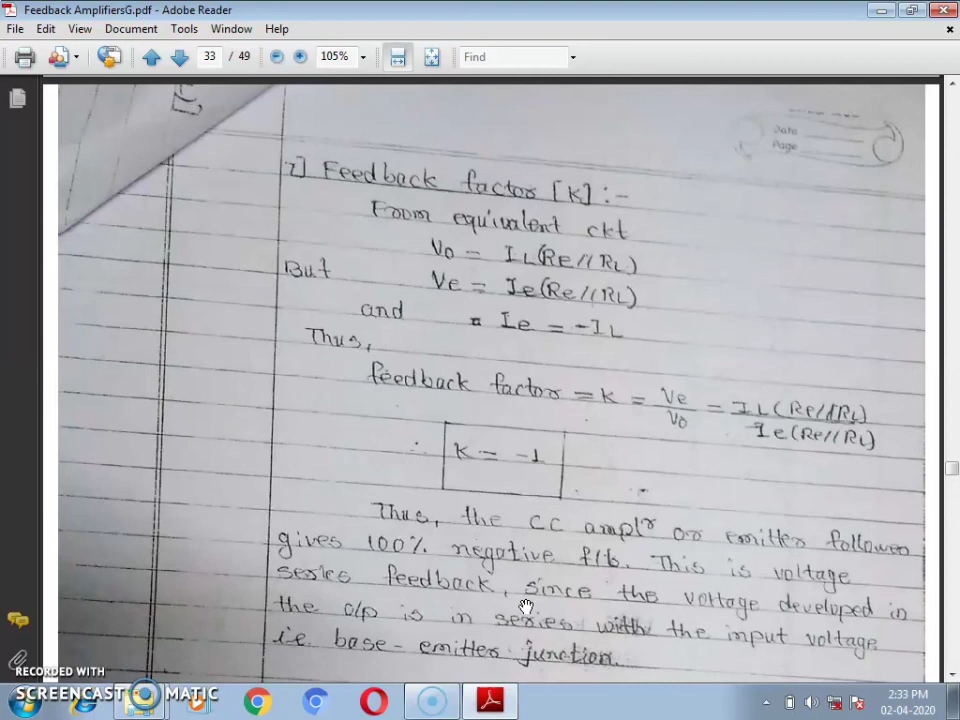 Feedback AmplifiersG.pdf - Adobe Reader
File Edit View Document Tools Window Help
33 / 49 105% Find
Date
Page
1] Feedback factor [K] :-
From equivalent ckt
Vo = IL(Re//RL)
But Ve = Ie(Re//RL)
and Ie = -IL
Thus,
feedback factor = K = Ve/Vo = IL(Re//RL)/Ie(Re//RL)
∴ K = -1
Thus, the CC amplr or emitter follower
gives 100% negative f/b. This is voltage
series feedback, since the voltage developed in
the o/p is in series with the input voltage
i.e. base-emitter junction.
RECORDED WITH
SCREENCAST MATIC
2:33 PM
02-04-2020